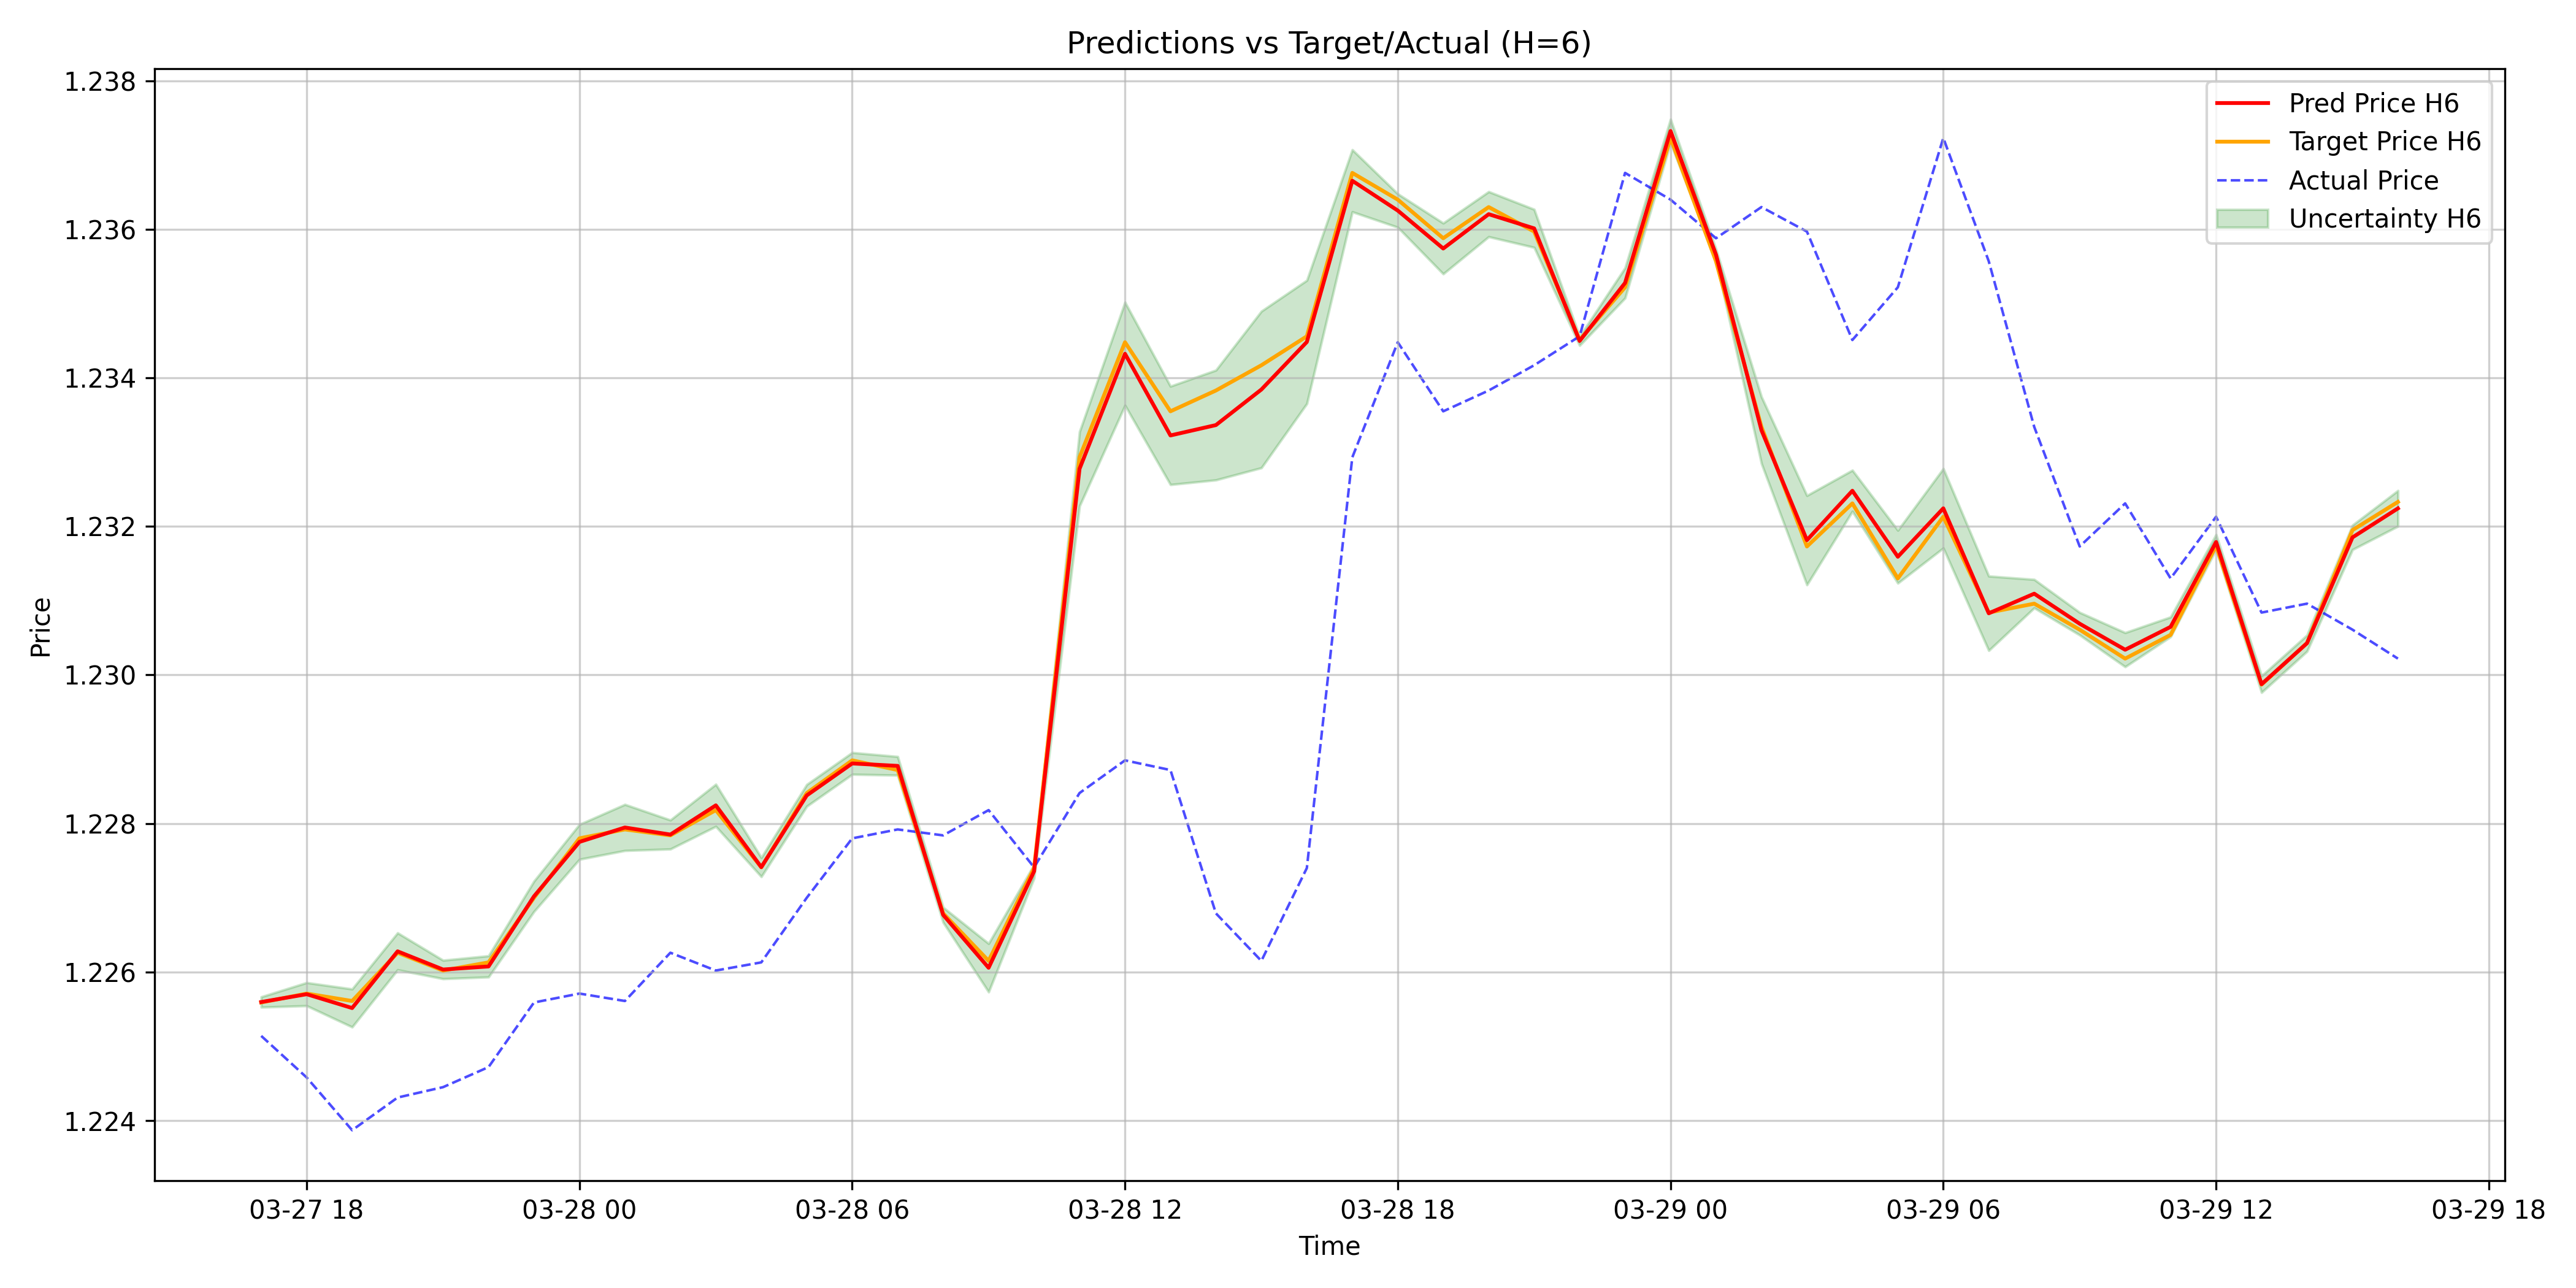 Predictions vs Target/Actual (H=6)
Pred Price H6
Target Price H6
Actual Price
Uncertainty H6
Price
1.238
1.236
1.234
1.232
1.230
1.228
1.226
1.224
03-27 18
03-28 00
03-28 06
03-28 12
03-28 18
03-29 00
03-29 06
03-29 12
03-29 18
Time